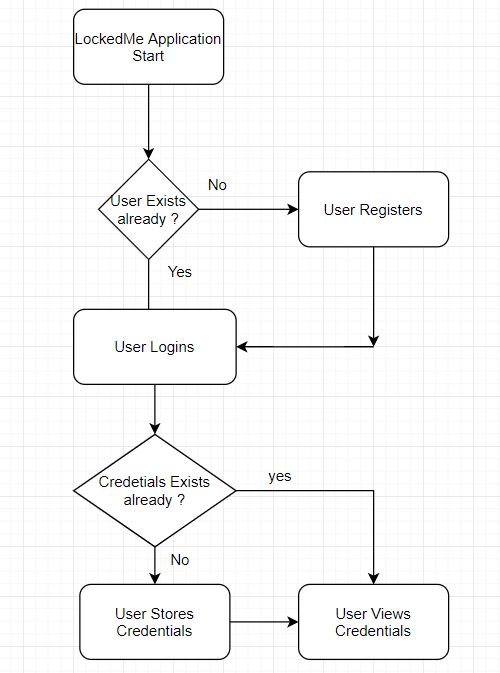 LockedMe Application
Start
User Exists
already ?
No
User Registers
Yes
User Logins
Credetials Exists
already ?
yes
No
User Stores
Credentials
User Views
Credentials